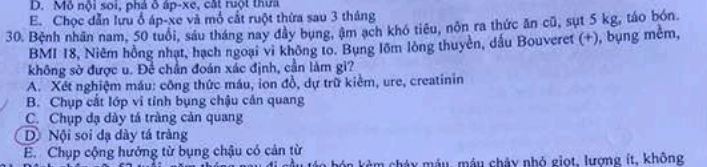 D. Mổ nội soi, phá ổ áp-xe, cắt ruột thừa
E. Chọc dẫn lưu ổ áp-xe và mổ cắt ruột thừa sau 3 tháng
30. Bệnh nhân nam, 50 tuổi, sáu tháng nay đầy bụng, ậm ạch khó tiêu, nôn ra thức ăn cũ, sụt 5 kg, táo bón.
BMI 18, Niêm hồng nhạt, hạch ngoại vi không to. Bụng lõm lòng thuyền, dấu Bouveret (+), bụng mềm,
không sờ được u. Để chẩn đoán xác định, cần làm gì?
A. Xét nghiệm máu: công thức máu, ion đồ, dự trữ kiềm, ure, creatinin
B. Chụp cắt lớp vi tính bụng chậu cản quang
C. Chụp dạ dày tá tràng cản quang
D. Nội soi dạ dày tá tràng
E. Chụp cộng hưởng từ bụng chậu có cản từ
táo bón kèm chảy máu, máu chảy nhỏ giọt, lượng ít, không